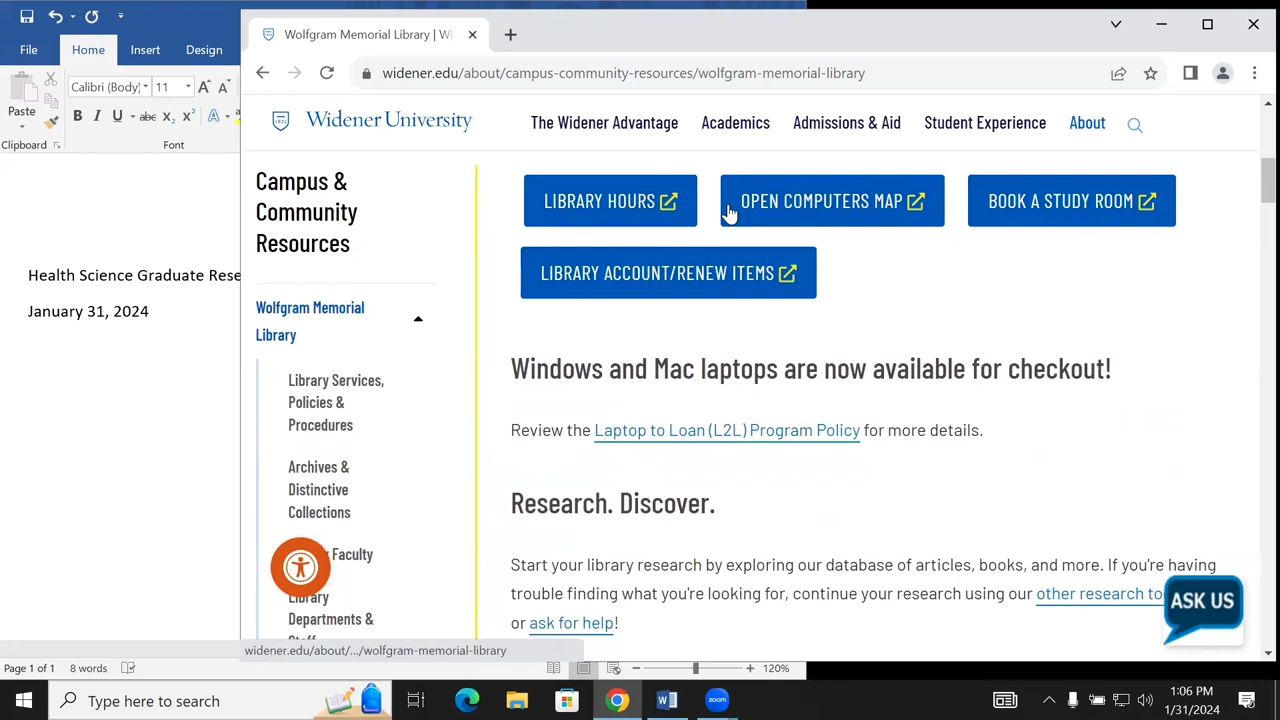 Wolfgram Memorial Library | Wi
File
Home
Insert
Design
widener.edu/about/campus-community-resources/wolfgram-memorial-library
Calibri (Body)
11
Paste
B I U abc X₂ X² A
Clipboard
Font
Widener University
The Widener Advantage
Academics
Admissions & Aid
Student Experience
About
Campus &
Community
Resources
LIBRARY HOURS
OPEN COMPUTERS MAP
BOOK A STUDY ROOM
LIBRARY ACCOUNT/RENEW ITEMS
Health Science Graduate Rese
January 31, 2024
Wolfgram Memorial
Library
Library Services,
Policies &
Procedures
Archives &
Distinctive
Collections
Faculty
Library
Departments &
Staff
Windows and Mac laptops are now available for checkout!
Review the Laptop to Loan (L2L) Program Policy for more details.
Research. Discover.
Start your library research by exploring our database of articles, books, and more. If you're having
trouble finding what you're looking for, continue your research using our other research to
or ask for help!
ASK US
widener.edu/about/.../wolfgram-memorial-library
Page 1 of 1
8 words
120%
Type here to search
zoom
1:06 PM
1/31/2024